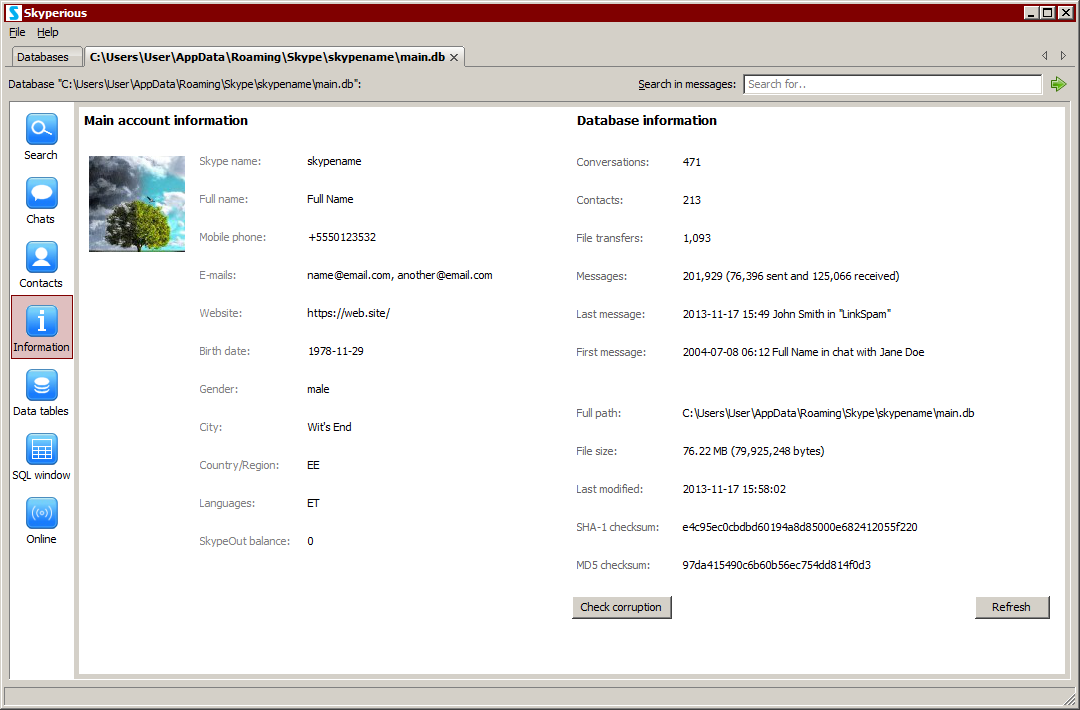 Skyperious
File Help
Databases C:\Users\User\AppData\Roaming\Skype\skypename\main.db
Database "C:\Users\User\AppData\Roaming\Skype\skypename\main.db": Search in messages: Search for..
Search
Chats
Contacts
Information
Data tables
SQL window
Online
Main account information
Skype name: skypename
Full name: Full Name
Mobile phone: +5550123532
E-mails: name@email.com, another@email.com
Website: https://web.site/
Birth date: 1978-11-29
Gender: male
City: Wit's End
Country/Region: EE
Languages: ET
SkypeOut balance: 0
Database information
Conversations: 471
Contacts: 213
File transfers: 1,093
Messages: 201,929 (76,396 sent and 125,066 received)
Last message: 2013-11-17 15:49 John Smith in "LinkSpam"
First message: 2004-07-08 06:12 Full Name in chat with Jane Doe
Full path: C:\Users\User\AppData\Roaming\Skype\skypename\main.db
File size: 76.22 MB (79,925,248 bytes)
Last modified: 2013-11-17 15:58:02
SHA-1 checksum: e4c95ec0cbdbd60194a8d85000e682412055f220
MD5 checksum: 97da415490c6b60b56ec754dd814f0d3
Check corruption Refresh